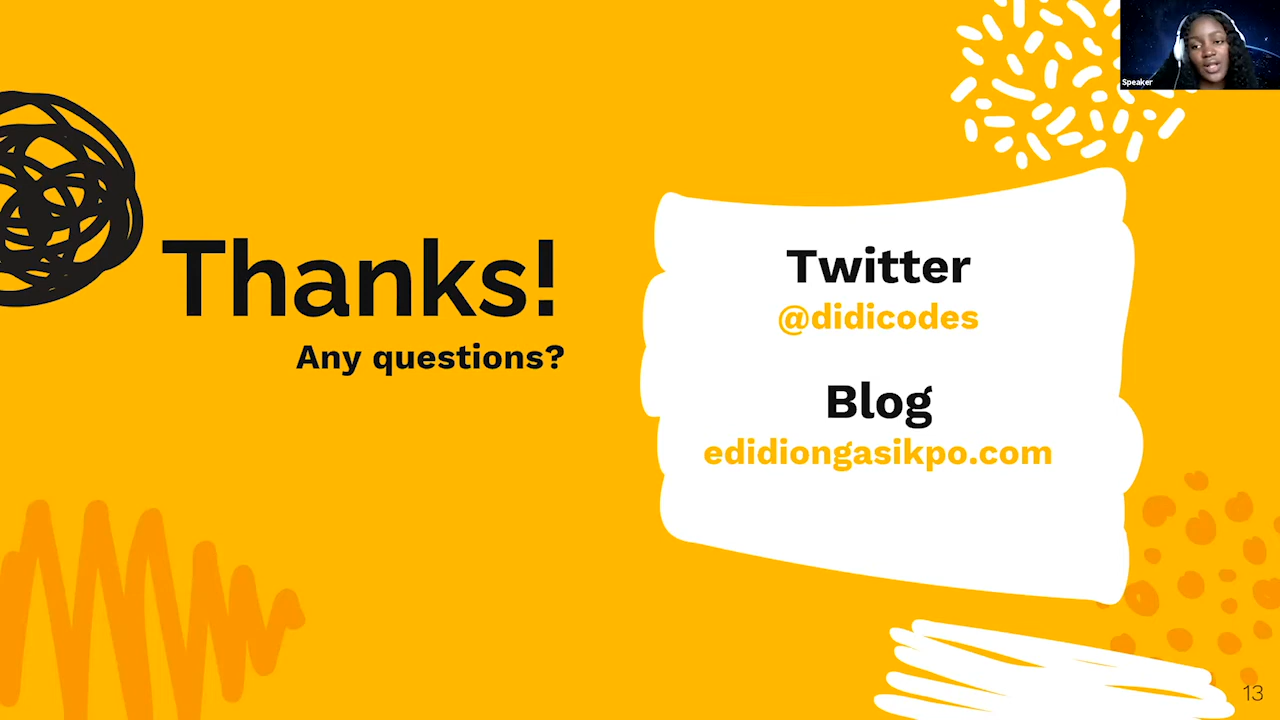 Speaker
Thanks!
Any questions?
Twitter
@didicodes
Blog
edidiongasikpo.com
13